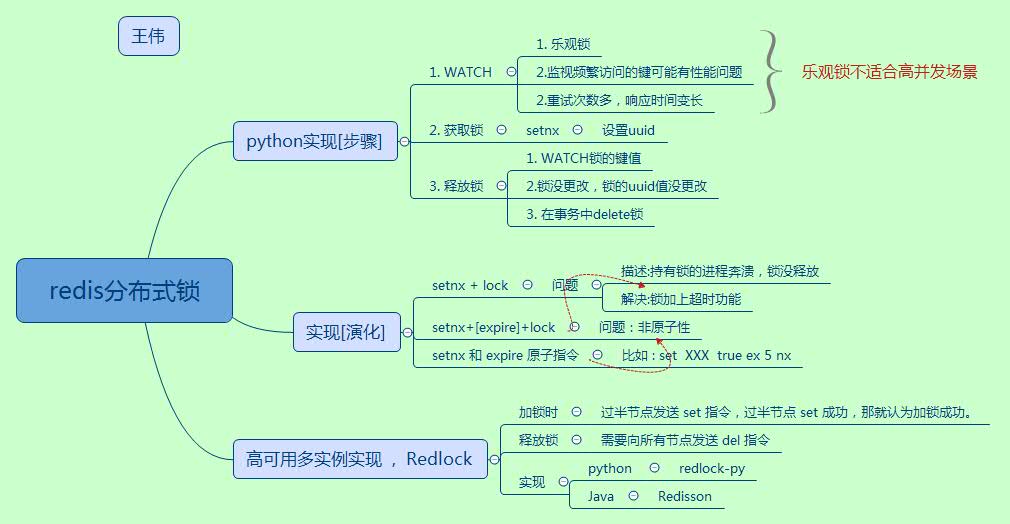 王伟
redis分布式锁
python实现[步骤]
1. WATCH
1. 乐观锁
2.监视频繁访问的键可能有性能问题
2.重试次数多，响应时间变长
乐观锁不适合高并发场景
2. 获取锁
setnx
设置uuid
3. 释放锁
1. WATCH锁的键值
2.锁没更改，锁的uuid值没更改
3. 在事务中delete锁
实现[演化]
setnx + lock
问题
描述:持有锁的进程奔溃，锁没释放
解决:锁加上超时功能
setnx+[expire]+lock
问题：非原子性
setnx 和 expire 原子指令
比如：set  XXX  true ex 5 nx
高可用多实例实现 ，Redlock
加锁时
过半节点发送 set 指令，过半节点 set 成功，那就认为加锁成功。
释放锁
需要向所有节点发送 del 指令
实现
python
redlock-py
Java
Redisson